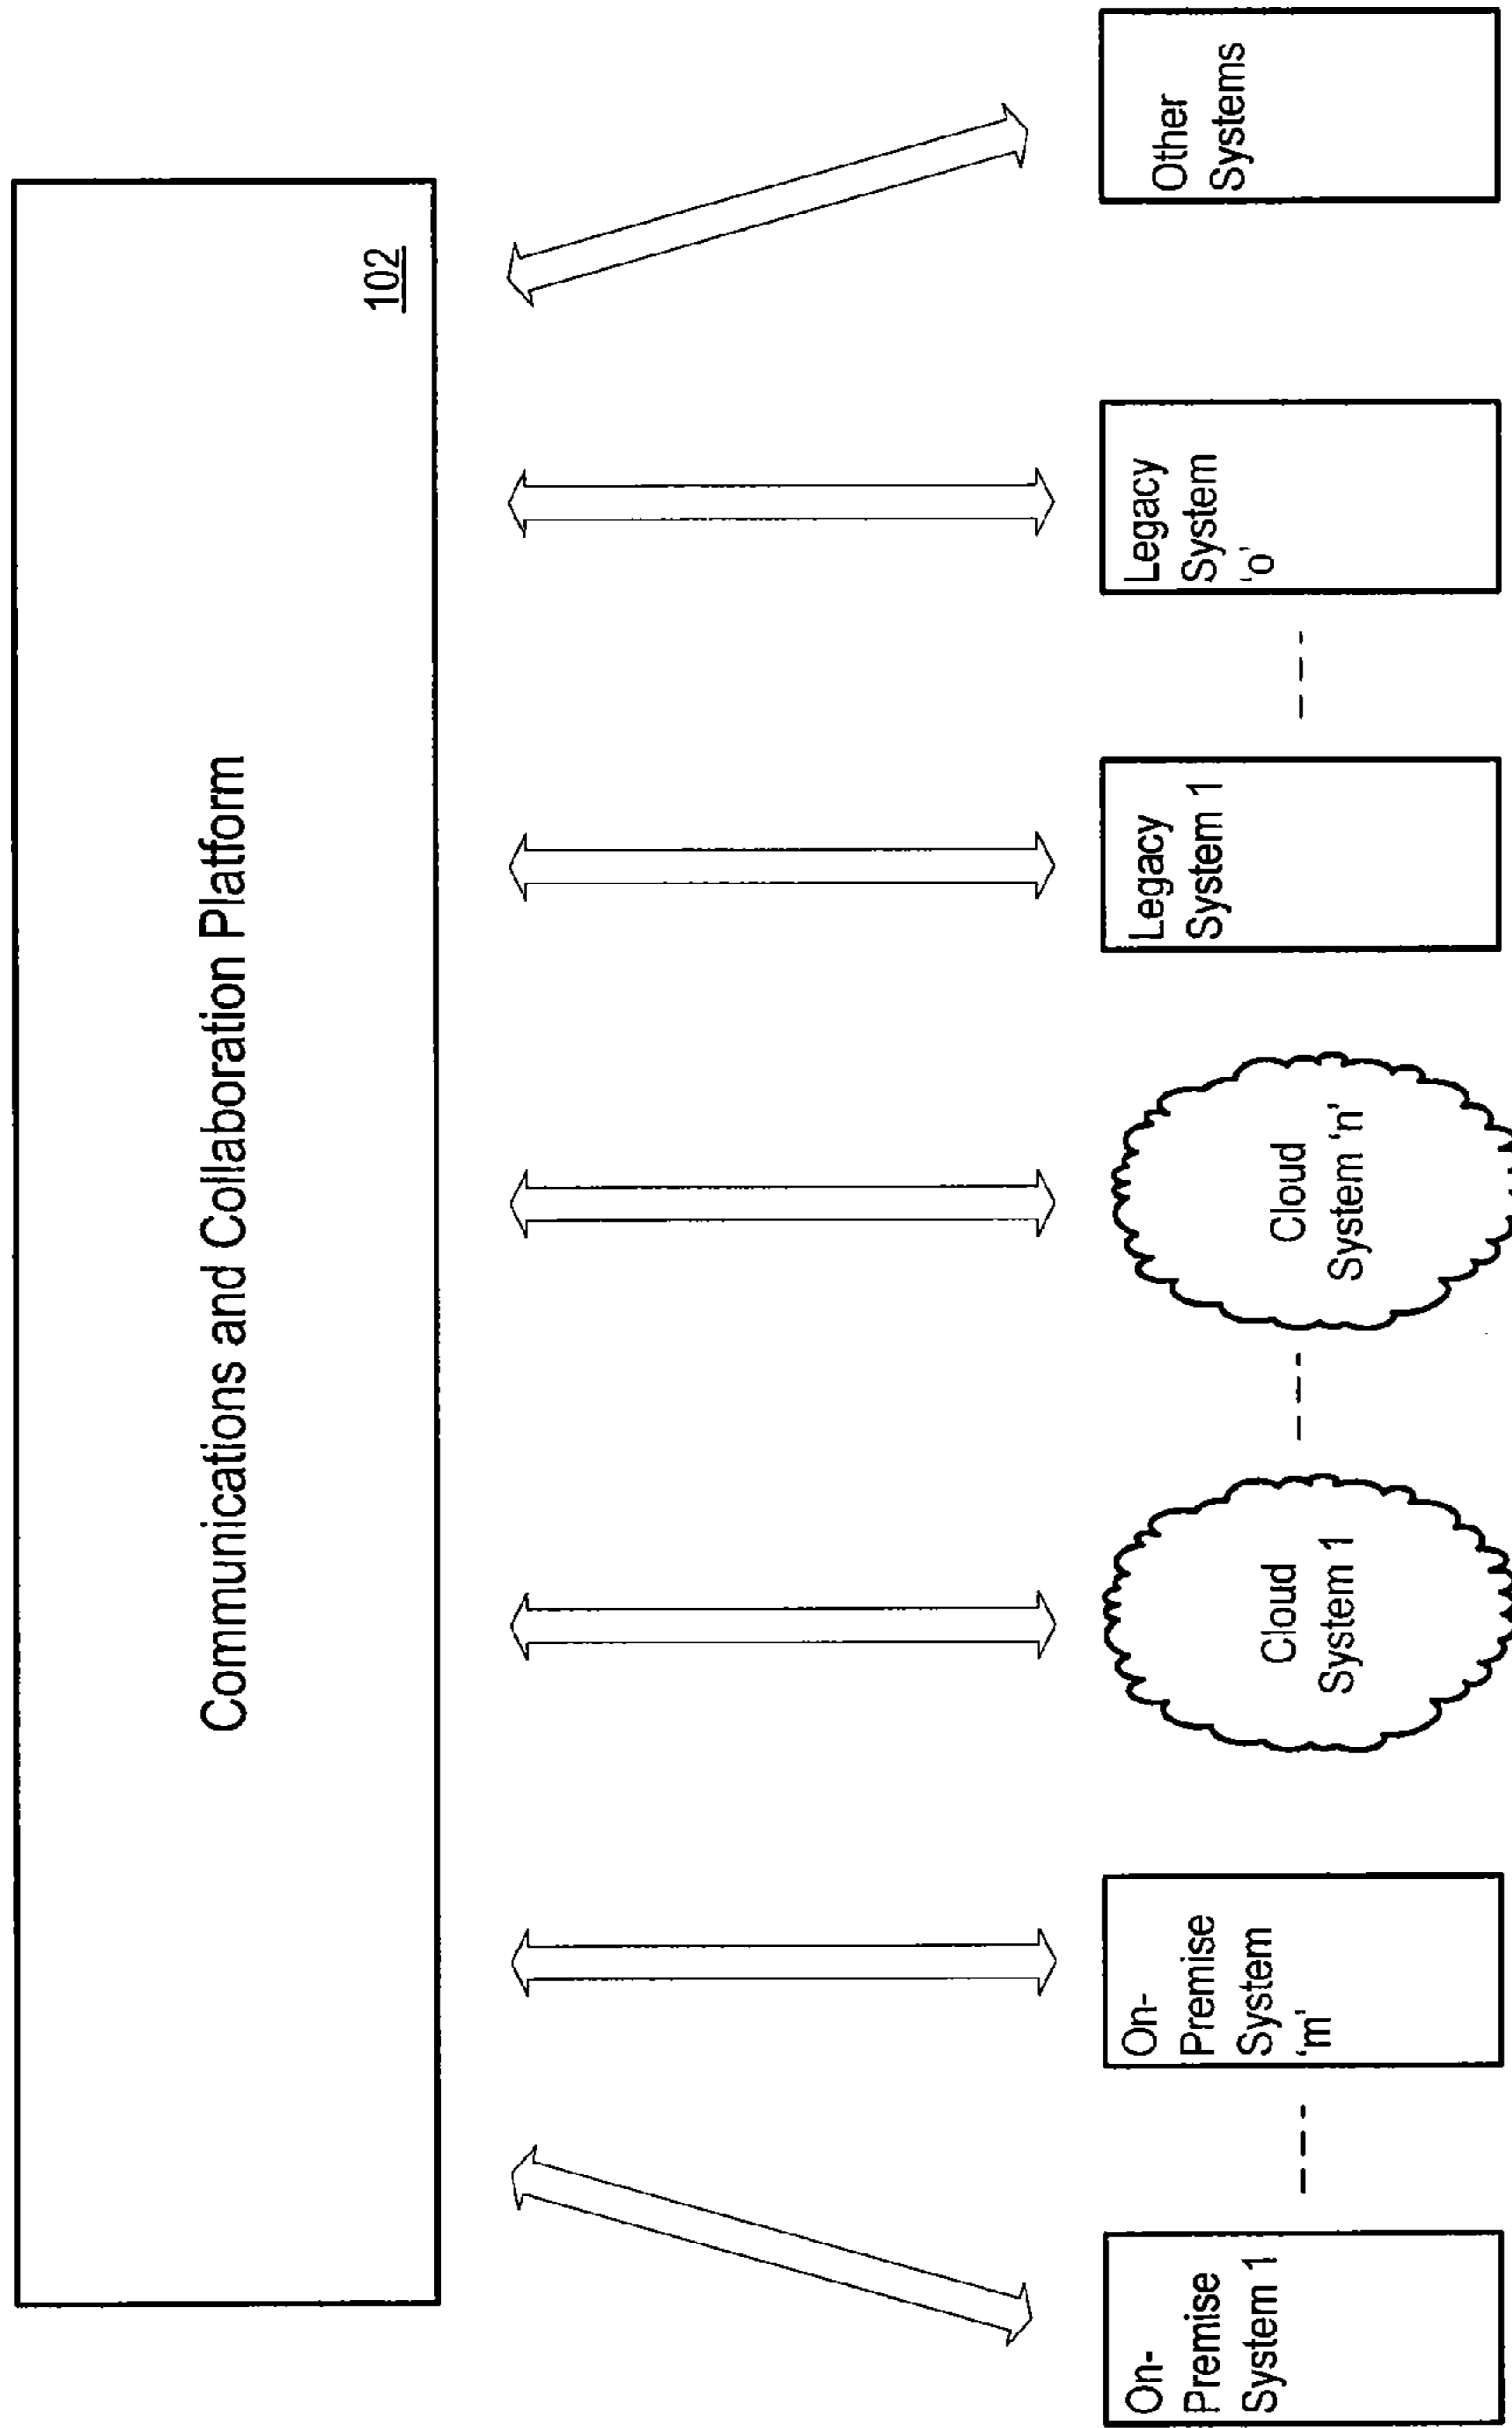 Communications and Collaboration Platform
102
On-
Premise
System 1
On-
Premise
System
'm'
Cloud
System 1
Cloud
System 'n'
Legacy
System 1
Legacy
System
'o'
Other
Systems